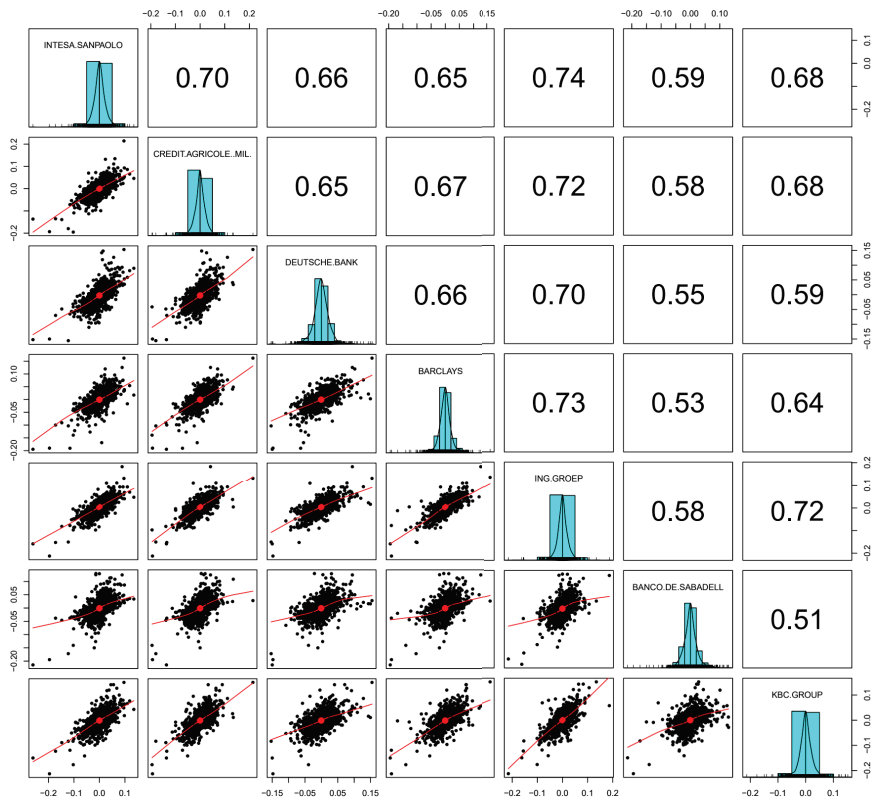 -0.2 0.0 0.1 0.2
-0.05 0.05 0.15
-0.20 -0.10 0.0 0.10
INTESA.SANPAOLO 0.70 0.66 0.65 0.74 0.59 0.68
-0.2 0.0 0.1
-0.2 0.0 0.1 0.2
CREDIT.AGRICOLE..MIL. 0.65 0.67 0.72 0.58 0.68
DEUTSCHE.BANK 0.66 0.70 0.55 0.59
-0.15 -0.05 0.05 0.15
-0.20 -0.05 0.10
BARCLAYS 0.73 0.53 0.64
ING.GROEP 0.58 0.72
-0.2 0.0 0.1 0.2
-0.20 -0.05 0.05
BANCO.DE.SABADELL 0.51
KBC.GROUP
-0.2 -0.1 0.0 0.1
-0.2 -0.1 0.0 0.1
-0.15 -0.05 0.05 0.15
-0.2 -0.1 0.0 0.1 0.2
-0.2 -0.1 0.0 0.1